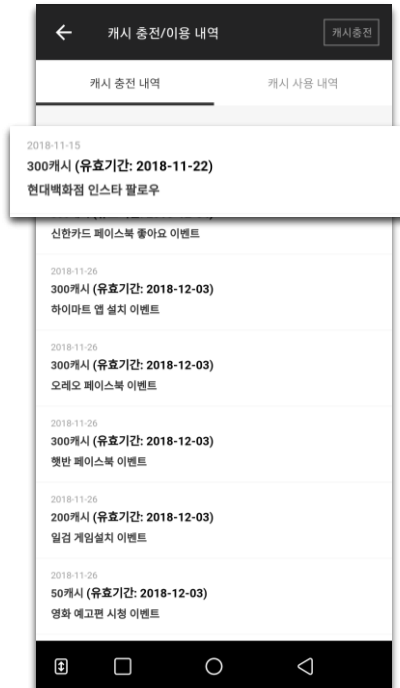 캐시 충전/이용 내역
캐시충전
캐시 충전 내역
캐시 사용 내역
2018-11-15
300캐시 (유효기간: 2018-11-22)
현대백화점 인스타 팔로우
신한카드 페이스북 좋아요 이벤트
2018-11-26
300캐시 (유효기간: 2018-12-03)
하이마트 앱 설치 이벤트
2018-11-26
300캐시 (유효기간: 2018-12-03)
오레오 페이스북 이벤트
2018-11-26
300캐시 (유효기간: 2018-12-03)
햇반 페이스북 이벤트
2018-11-26
200캐시 (유효기간: 2018-12-03)
일검 게임설치 이벤트
2018-11-26
50캐시 (유효기간: 2018-12-03)
영화 예고편 시청 이벤트